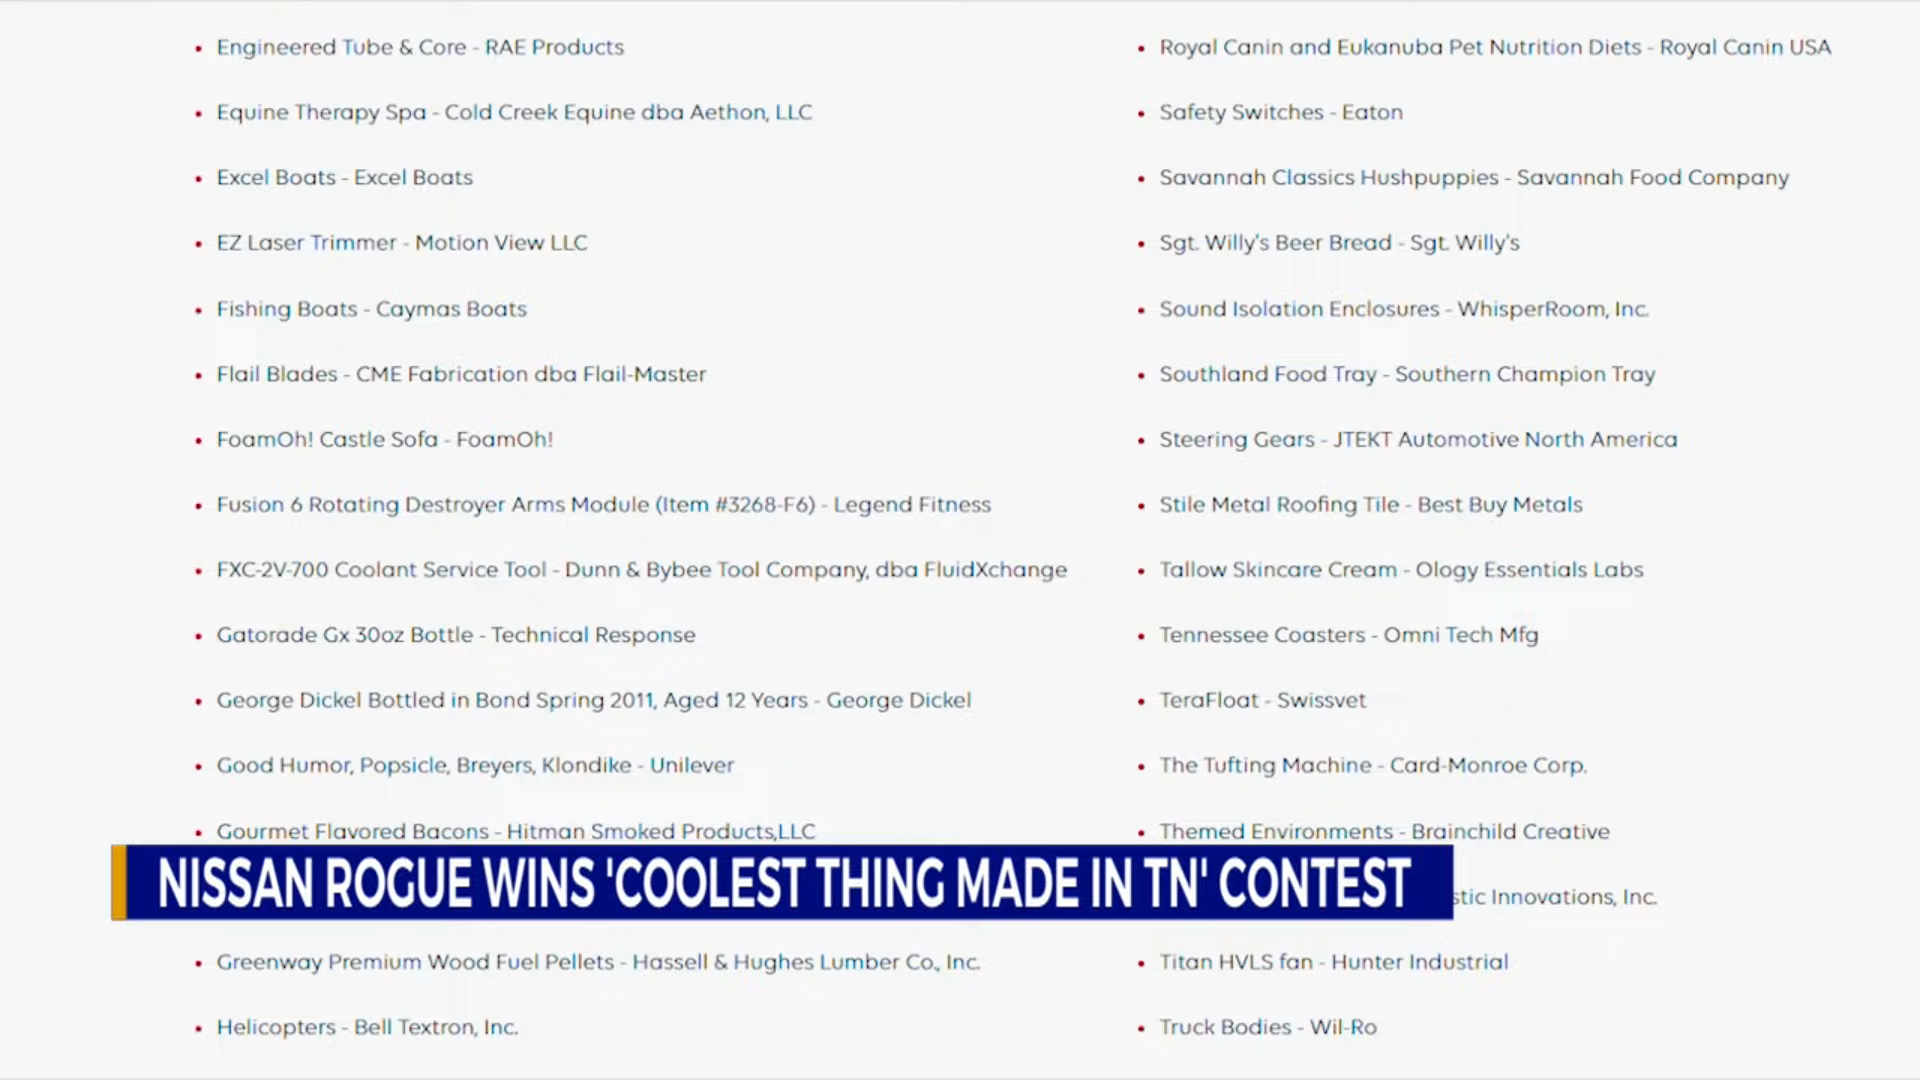 Engineered Tube & Core - RAE Products
Equine Therapy Spa - Cold Creek Equine dba Aethon, LLC
Excel Boats - Excel Boats
EZ Laser Trimmer - Motion View LLC
Fishing Boats - Caymas Boats
Flail Blades - CME Fabrication dba Flail-Master
FoamOh! Castle Sofa - FoamOh!
Fusion 6 Rotating Destroyer Arms Module (Item #3268-F6) - Legend Fitness
FXC-2V-700 Coolant Service Tool - Dunn & Bybee Tool Company, dba FluidXchange
Gatorade Gx 30oz Bottle - Technical Response
George Dickel Bottled in Bond Spring 2011, Aged 12 Years - George Dickel
Good Humor, Popsicle, Breyers, Klondike - Unilever
Gourmet Flavored Bacons - Hitman Smoked Products,LLC
Greenway Premium Wood Fuel Pellets - Hassell & Hughes Lumber Co., Inc.
Helicopters - Bell Textron, Inc.
Royal Canin and Eukanuba Pet Nutrition Diets - Royal Canin USA
Safety Switches - Eaton
Savannah Classics Hushpuppies - Savannah Food Company
Sgt. Willy's Beer Bread - Sgt. Willy's
Sound Isolation Enclosures - WhisperRoom, Inc.
Southland Food Tray - Southern Champion Tray
Steering Gears - JTEKT Automotive North America
Stile Metal Roofing Tile - Best Buy Metals
Tallow Skincare Cream - Ology Essentials Labs
Tennessee Coasters - Omni Tech Mfg
TeraFloat - Swissvet
The Tufting Machine - Card-Monroe Corp.
Themed Environments - Brainchild Creative
stic Innovations, Inc.
Titan HVLS fan - Hunter Industrial
Truck Bodies - Wil-Ro
NISSAN ROGUE WINS 'COOLEST THING MADE IN TN' CONTEST